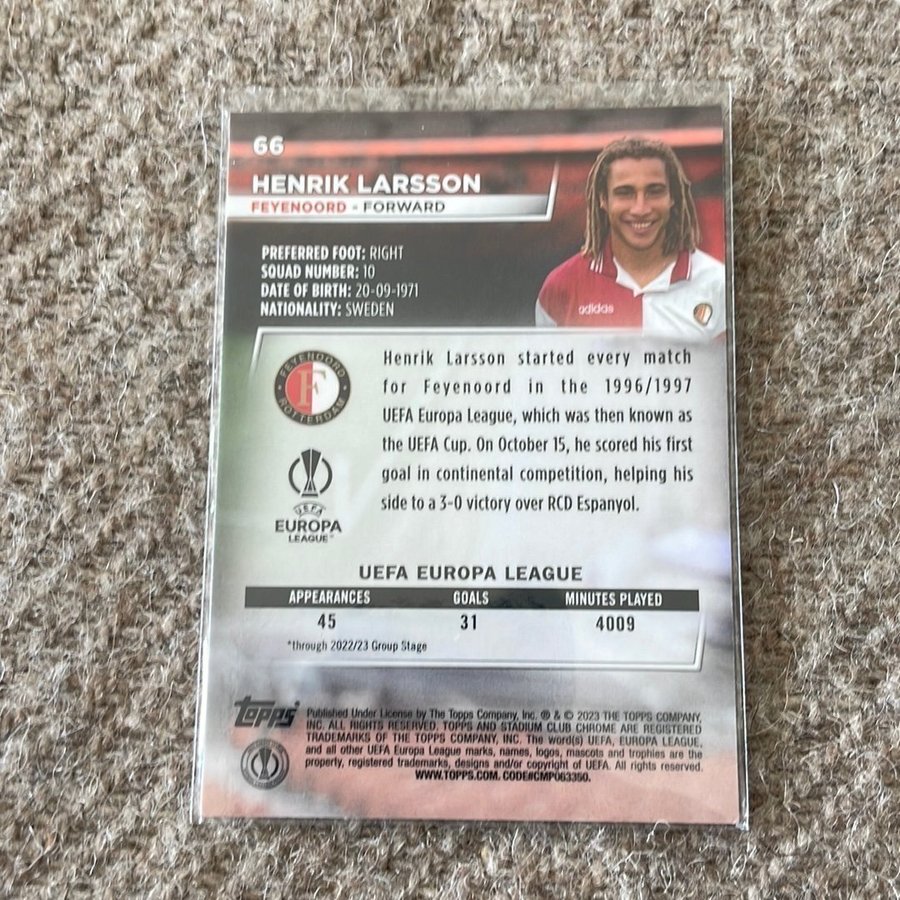 66
HENRIK LARSSON
FEYENOORD - FORWARD
PREFERRED FOOT: RIGHT
SQUAD NUMBER: 10
DATE OF BIRTH: 20-09-1971
NATIONALITY: SWEDEN
adidas
FEYENOORD
F
ROTTERDAM
Henrik Larsson started every match
for Feyenoord in the 1996/1997
UEFA Europa League, which was then known as
the UEFA Cup. On October 15, he scored his first
goal in continental competition, helping his
side to a 3-0 victory over RCD Espanyol.
UEFA
EUROPA
LEAGUE™
UEFA EUROPA LEAGUE
APPEARANCES GOALS MINUTES PLAYED
45 31 4009
*through 2022/23 Group Stage
Topps
Published Under License by The Topps Company, Inc. ® & © 2023 THE TOPPS COMPANY,
INC. ALL RIGHTS RESERVED. TOPPS AND STADIUM CLUB CHROME ARE REGISTERED
TRADEMARKS OF THE TOPPS COMPANY, INC. The word(s) UEFA, EUROPA LEAGUE,
and all other UEFA Europa League marks, names, logos, mascots and trophies are the
property, registered trademarks, designs and/or copyright of UEFA. All rights reserved.
WWW.TOPPS.COM. CODE#CMP063350.